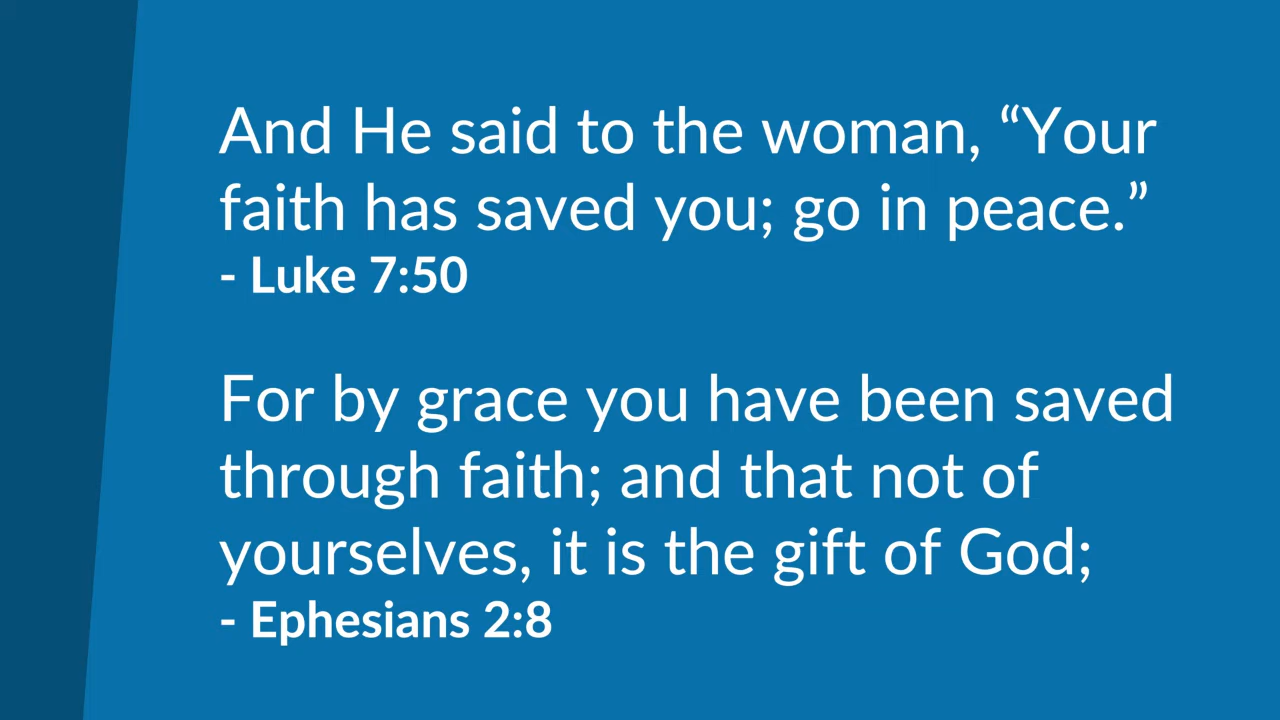 And He said to the woman, “Your
faith has saved you; go in peace.”
- Luke 7:50
For by grace you have been saved
through faith; and that not of
yourselves, it is the gift of God;
- Ephesians 2:8